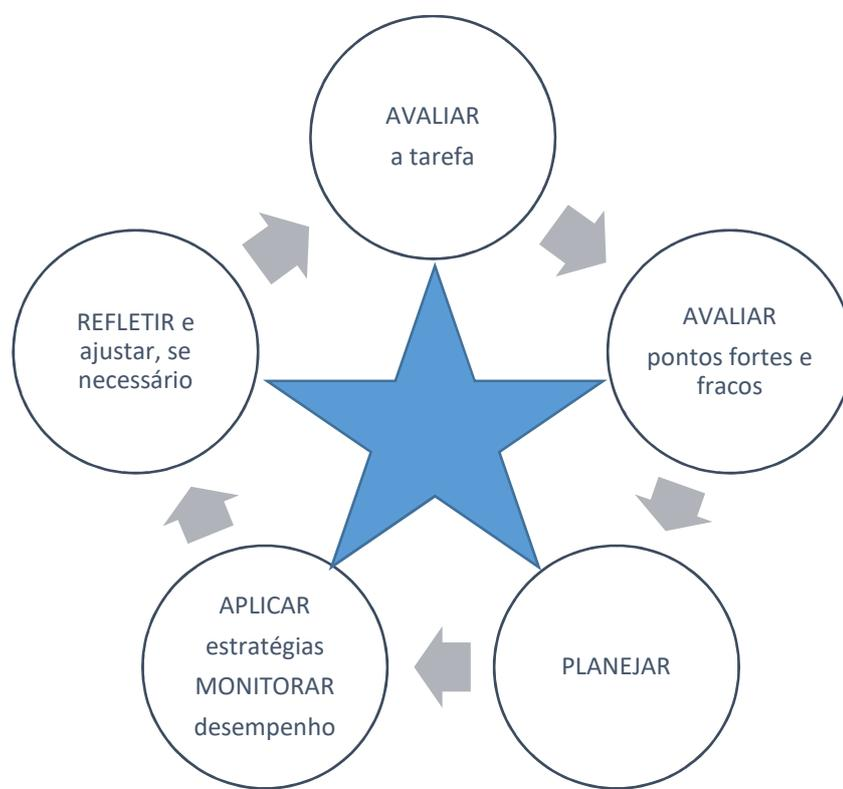 AVALIAR
a tarefa
AVALIAR
pontos fortes e
fracos
PLANEJAR
APLICAR
estratégias
MONITORAR
desempenho
REFLETIR e
ajustar, se
necessário